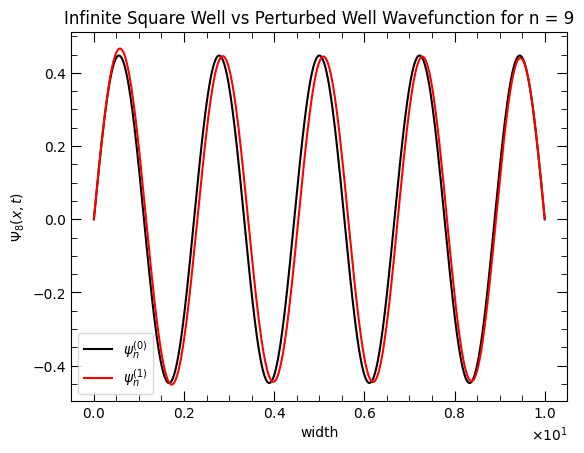 Infinite Square Well vs Perturbed Well Wavefunction for n = 9
0.4
0.2
0.0
−0.2
−0.4
Ψ₈(x, t)
ψₙ⁽⁰⁾
ψₙ⁽¹⁾
0.0 0.2 0.4 0.6 0.8 1.0
width
×10¹